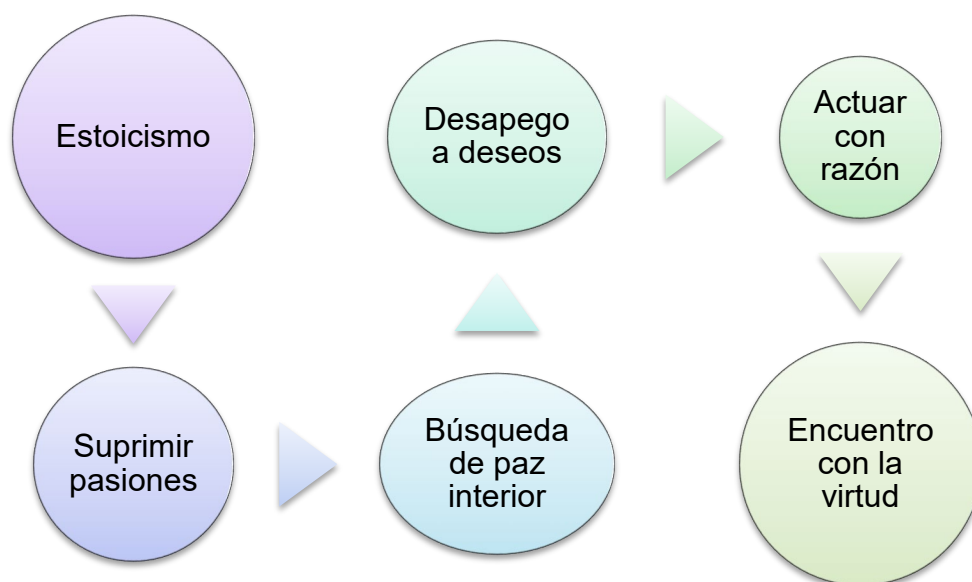 Estoicismo
Suprimir
pasiones
Búsqueda
de paz
interior
Desapego
a deseos
Actuar
con
razón
Encuentro
con la
virtud